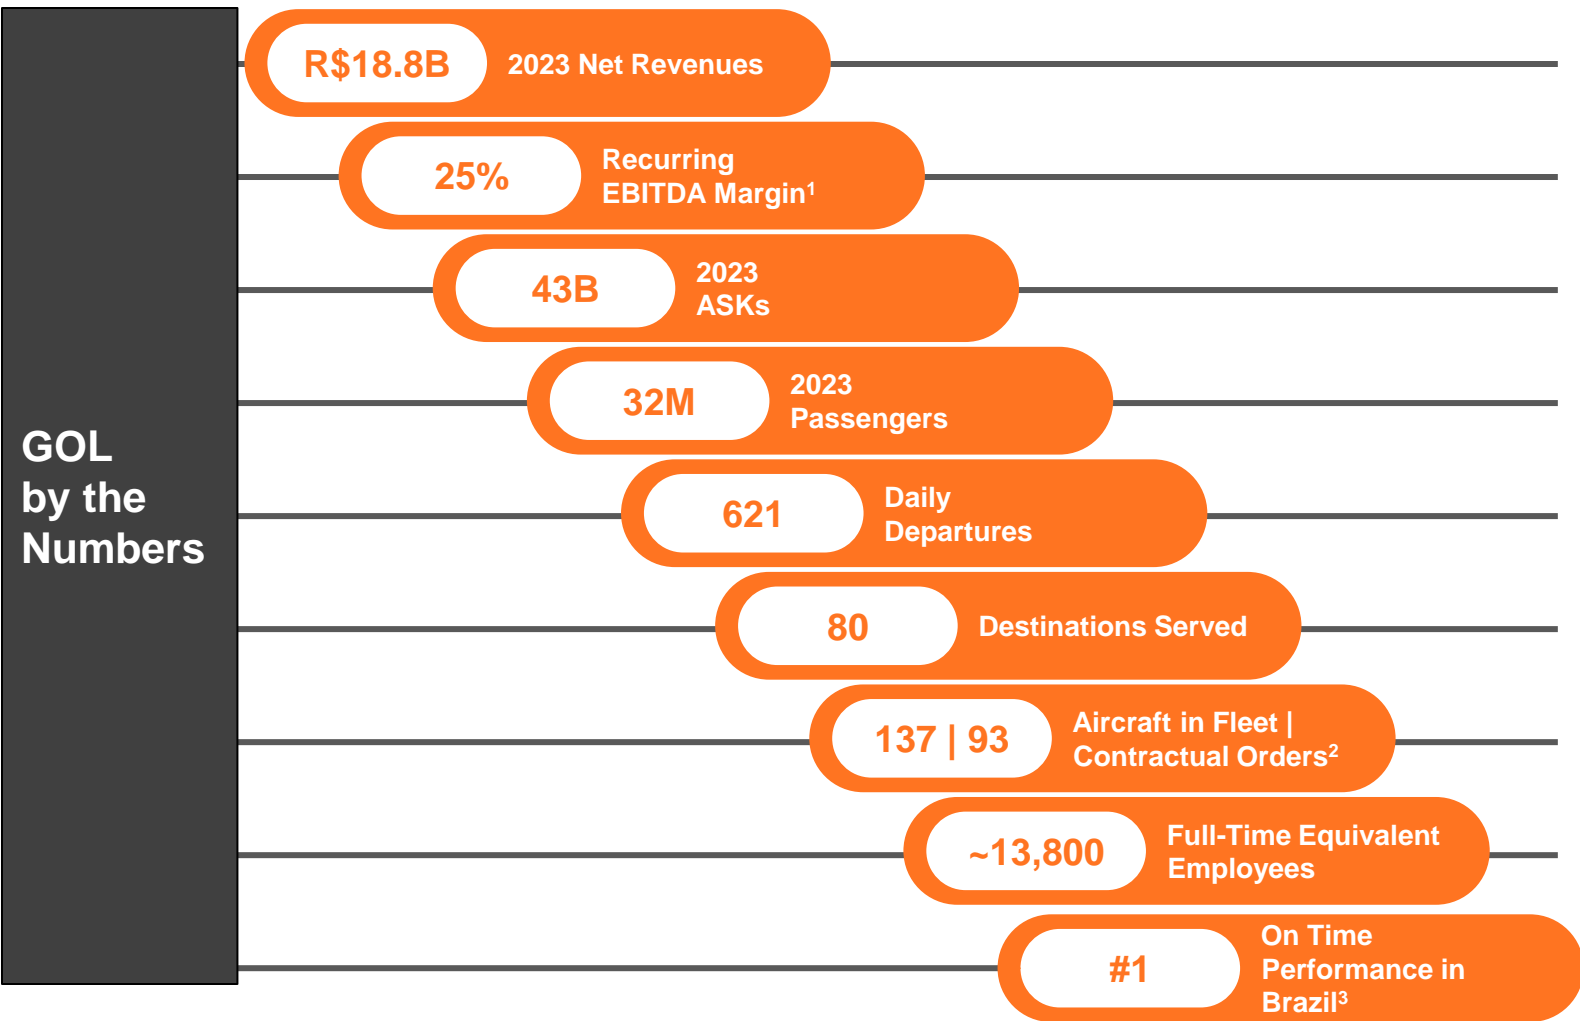 GOL
by the
Numbers
R$18.8B
2023 Net Revenues
25%
Recurring
EBITDA Margin¹
43B
2023
ASKs
32M
2023
Passengers
621
Daily
Departures
80
Destinations Served
137 | 93
Aircraft in Fleet |
Contractual Orders²
~13,800
Full-Time Equivalent
Employees
#1
On Time
Performance in
Brazil³